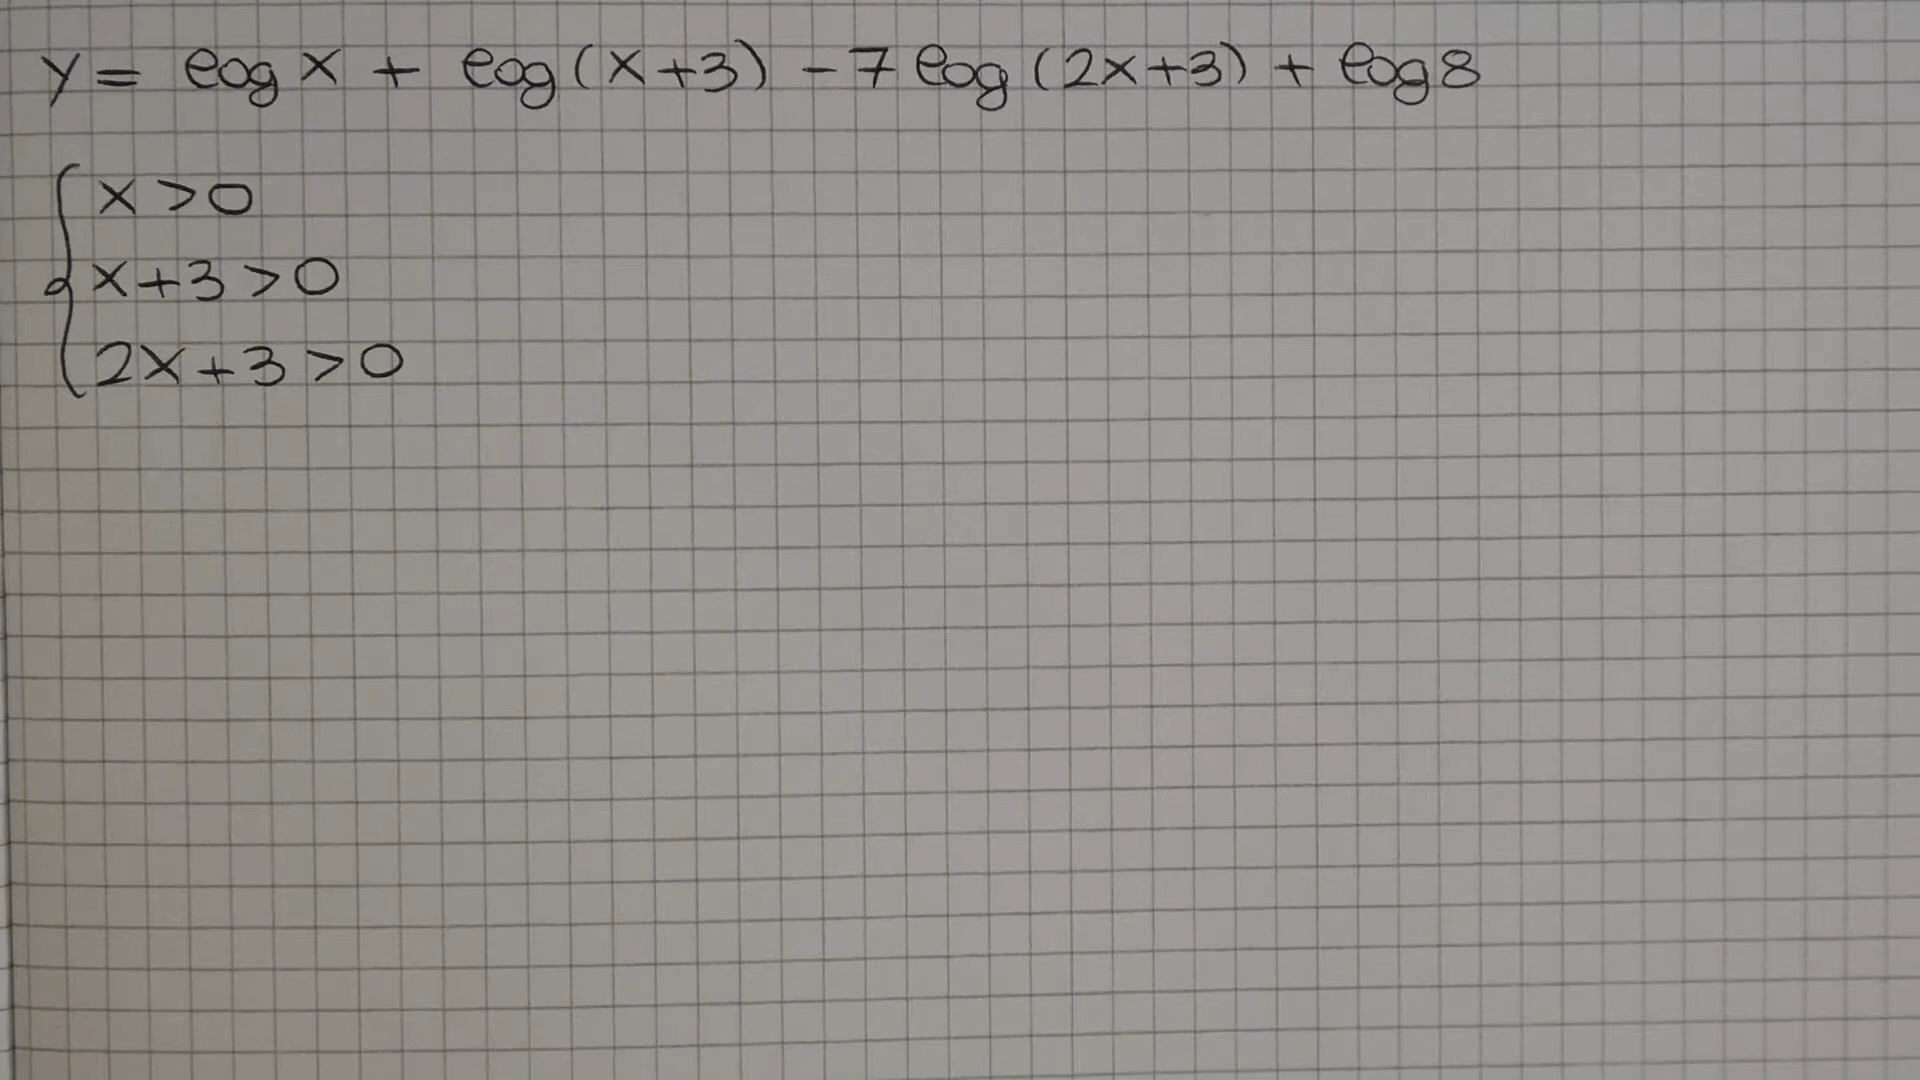 y = log x + log (x+3) - 7 log (2x+3) + log 8
x > 0
x+3 > 0
2x+3 > 0